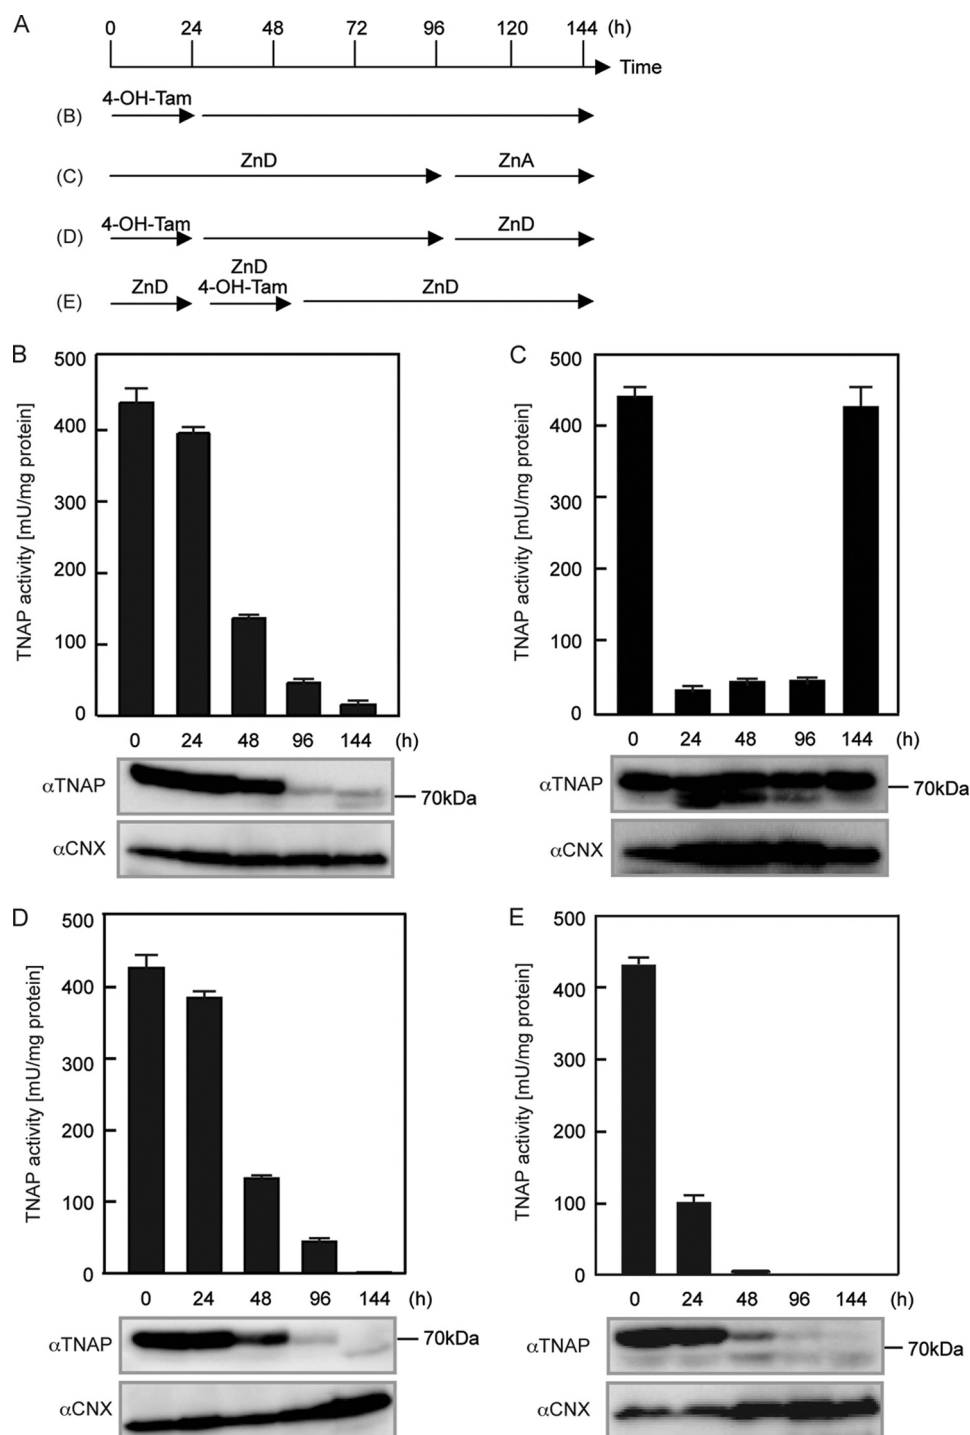 A
0 24 48 72 96 120 144 (h)
Time
(B) 4-OH-Tam
(C) ZnD ZnA
(D) 4-OH-Tam ZnD
(E) ZnD ZnD 4-OH-Tam ZnD
B
TNAP activity [mU/mg protein]
500
400
300
200
100
0
0 24 48 96 144 (h)
αTNAP
70kDa
αCNX
C
TNAP activity [mU/mg protein]
500
400
300
200
100
0
0 24 48 96 144 (h)
αTNAP
70kDa
αCNX
D
TNAP activity [mU/mg protein]
500
400
300
200
100
0
0 24 48 96 144 (h)
αTNAP
70kDa
αCNX
E
TNAP activity [mU/mg protein]
500
400
300
200
100
0
0 24 48 96 144 (h)
αTNAP
70kDa
αCNX